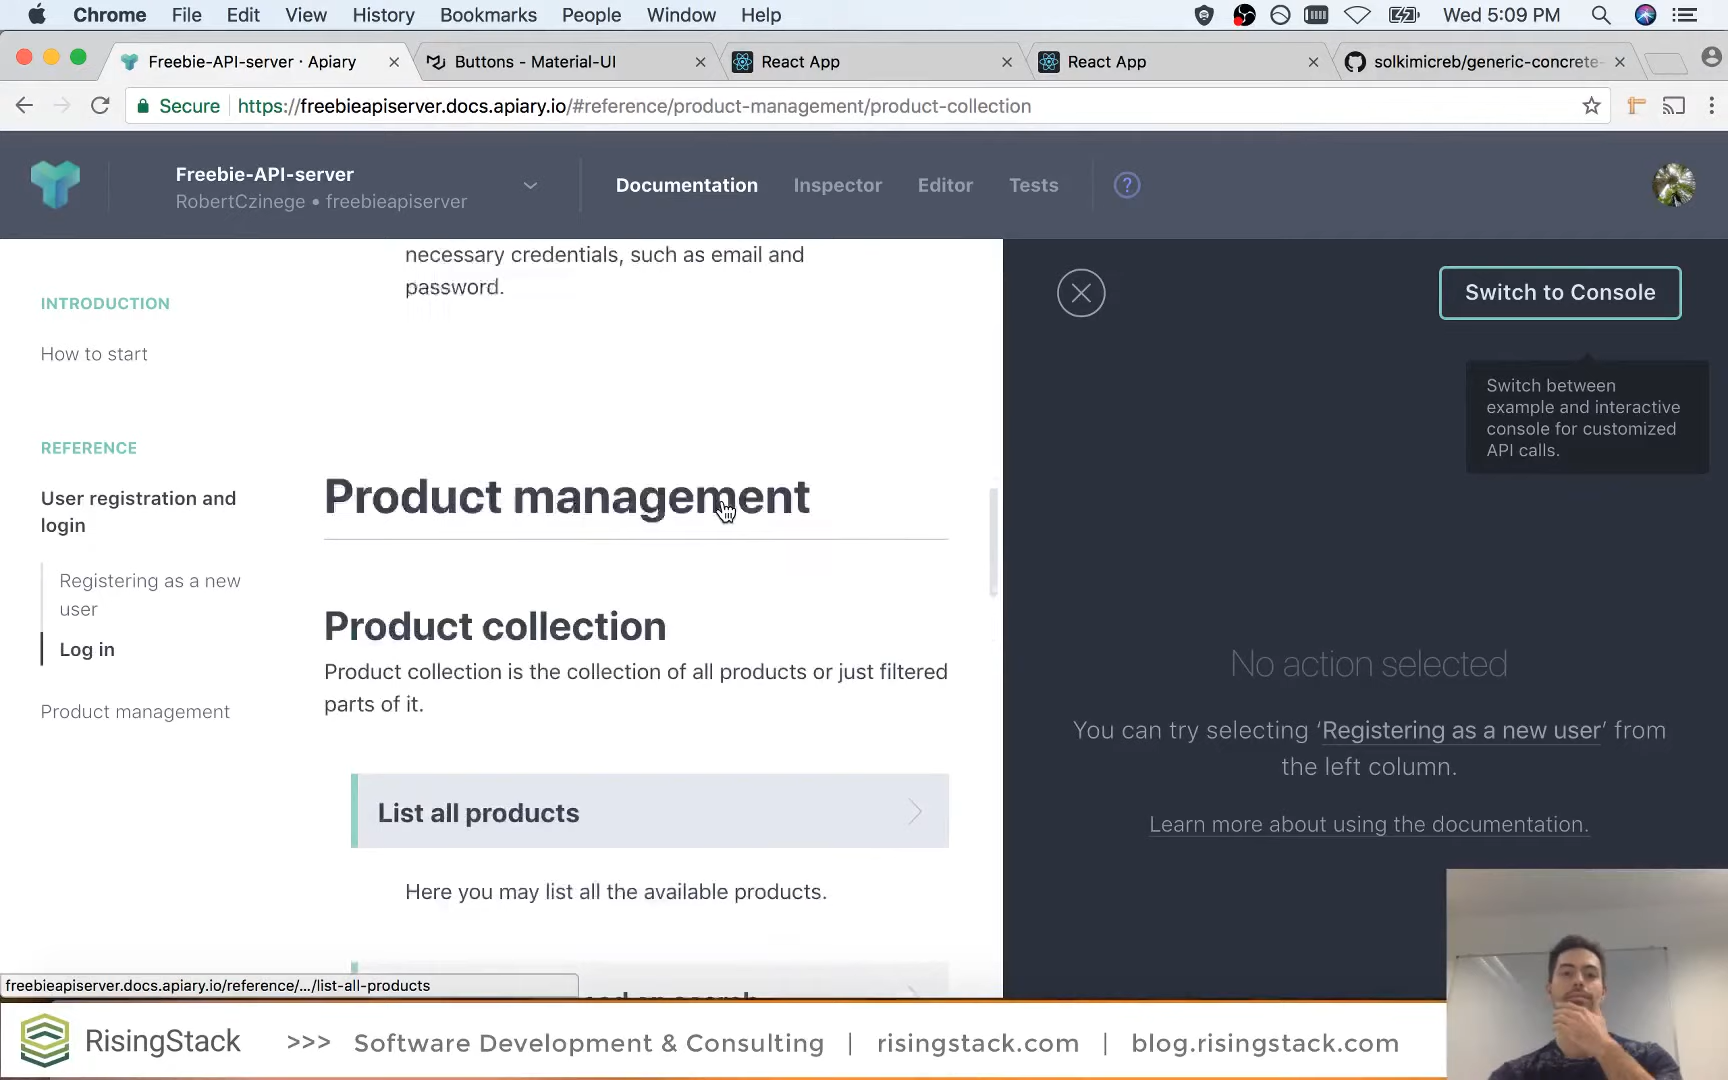 Chrome File Edit View History Bookmarks People Window Help Wed 5:09 PM
Freebie-API-server · Apiary
Buttons - Material-UI
React App
React App
solkimicreb/generic-concrete-
Secure https://freebieapiserver.docs.apiary.io/#reference/product-management/product-collection
Freebie-API-server
RobertCzinege • freebieapiserver
Documentation Inspector Editor Tests ?
INTRODUCTION
How to start
REFERENCE
User registration and
login
Registering as a new
user
Log in
Product management
necessary credentials, such as email and
password.
Product management
Product collection
Product collection is the collection of all products or just filtered
parts of it.
List all products
Here you may list all the available products.
Switch to Console
Switch between
example and interactive
console for customized
API calls.
No action selected
You can try selecting ‘Registering as a new user’ from
the left column.
Learn more about using the documentation.
freebieapiserver.docs.apiary.io/reference/.../list-all-products
RisingStack >>> Software Development & Consulting | risingstack.com | blog.risingstack.com